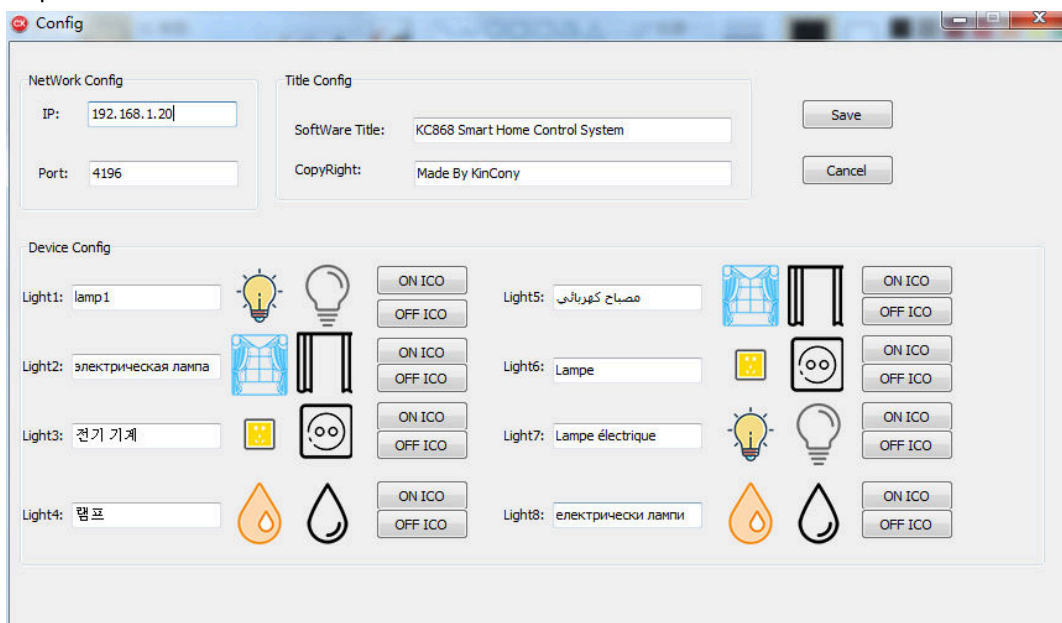 Config
NetWork Config
IP: 192.168.1.20
Port: 4196
Title Config
SoftWare Title: KC868 Smart Home Control System
CopyRight: Made By KinCony
Save
Cancel
Device Config
Light1: lamp1
ON ICO
OFF ICO
Light2: электрическая лампа
ON ICO
OFF ICO
Light3: 전기 기계
ON ICO
OFF ICO
Light4: 램프
ON ICO
OFF ICO
Light5: مصباح كهربائي
ON ICO
OFF ICO
Light6: Lampe
ON ICO
OFF ICO
Light7: Lampe électrique
ON ICO
OFF ICO
Light8: електрически лампи
ON ICO
OFF ICO